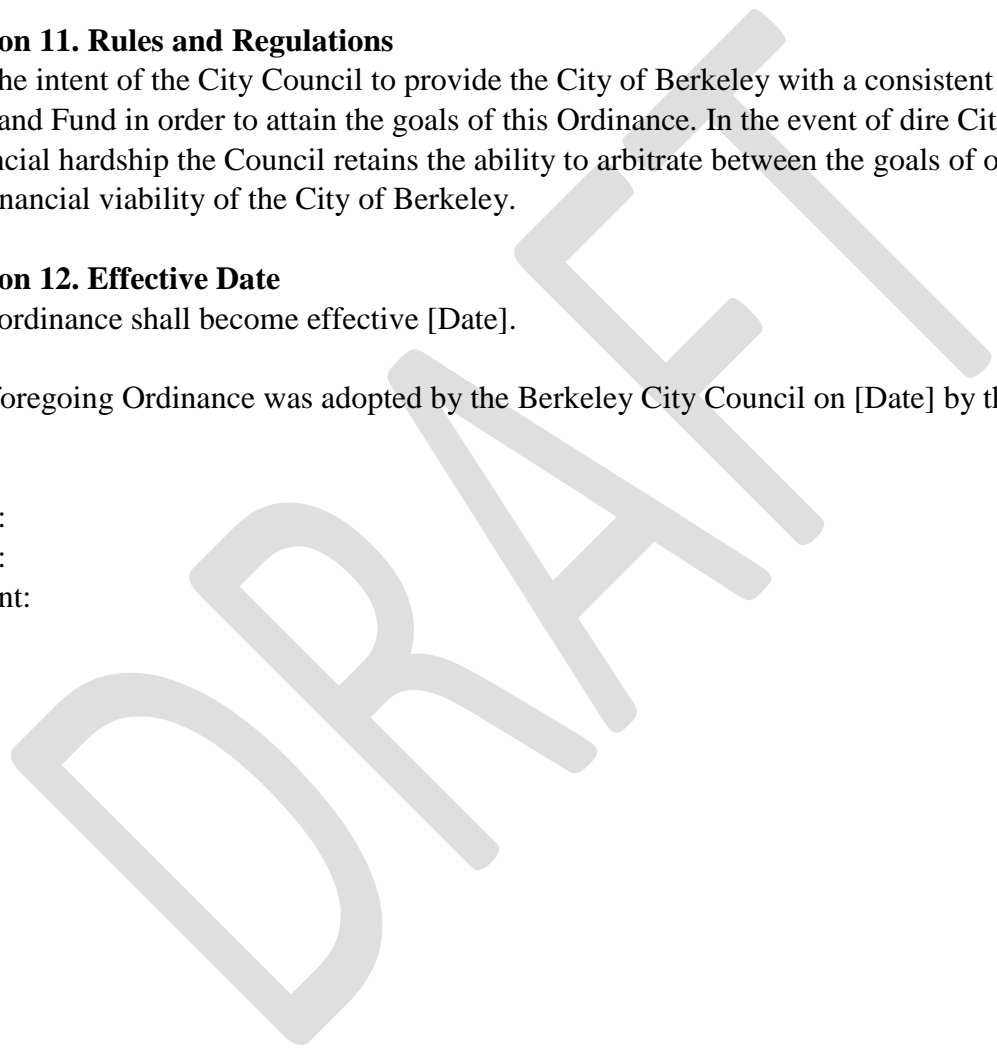 on 11. Rules and Regulations
he intent of the City Council to provide the City of Berkeley with a consistent
and Fund in order to attain the goals of this Ordinance. In the event of dire Cit
ncial hardship the Council retains the ability to arbitrate between the goals of o
nancial viability of the City of Berkeley.
on 12. Effective Date
ordinance shall become effective [Date].
oregoing Ordinance was adopted by the Berkeley City Council on [Date] by th
:
:
nt:
DRAFT